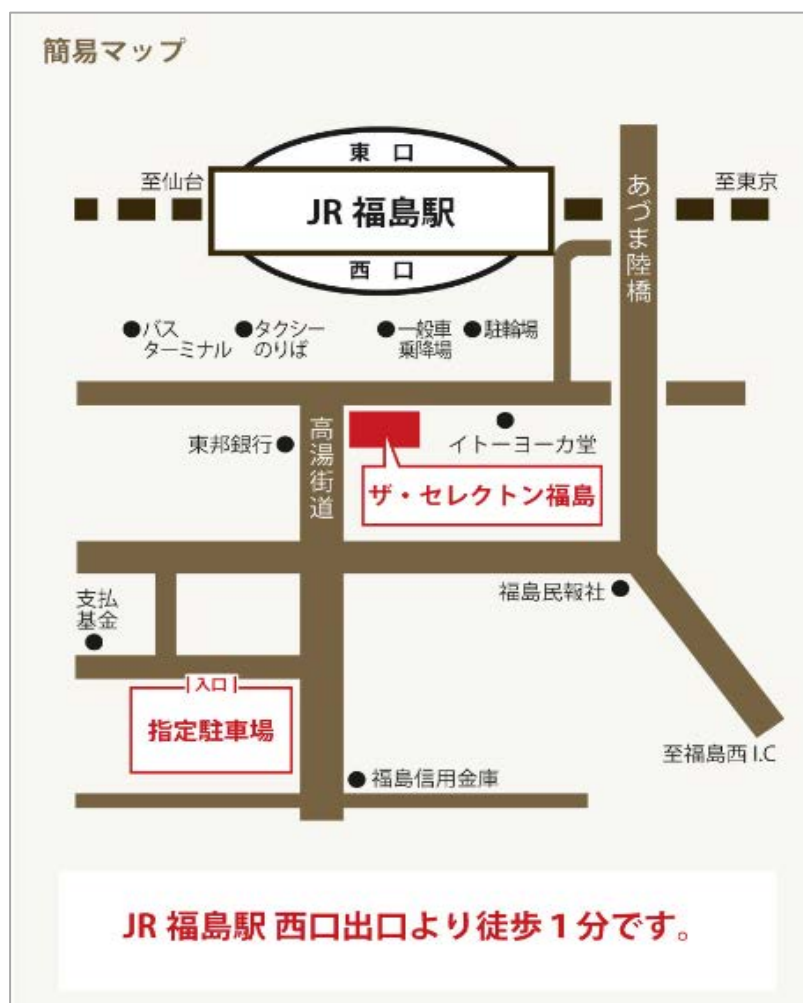 簡易マップ
東 口
至仙台
JR 福島駅
至東京
西 口
あづま陸橋
●バス
ターミナル
●タクシー
のりば
●一般車
乗降場
●駐輪場
東邦銀行●
高湯街道
イトーヨーカ堂
ザ・セレクトン福島
福島民報社●
支払
基金
入口
指定駐車場
至福島西 I.C
●福島信用金庫
JR 福島駅 西口出口より徒歩 1 分です。